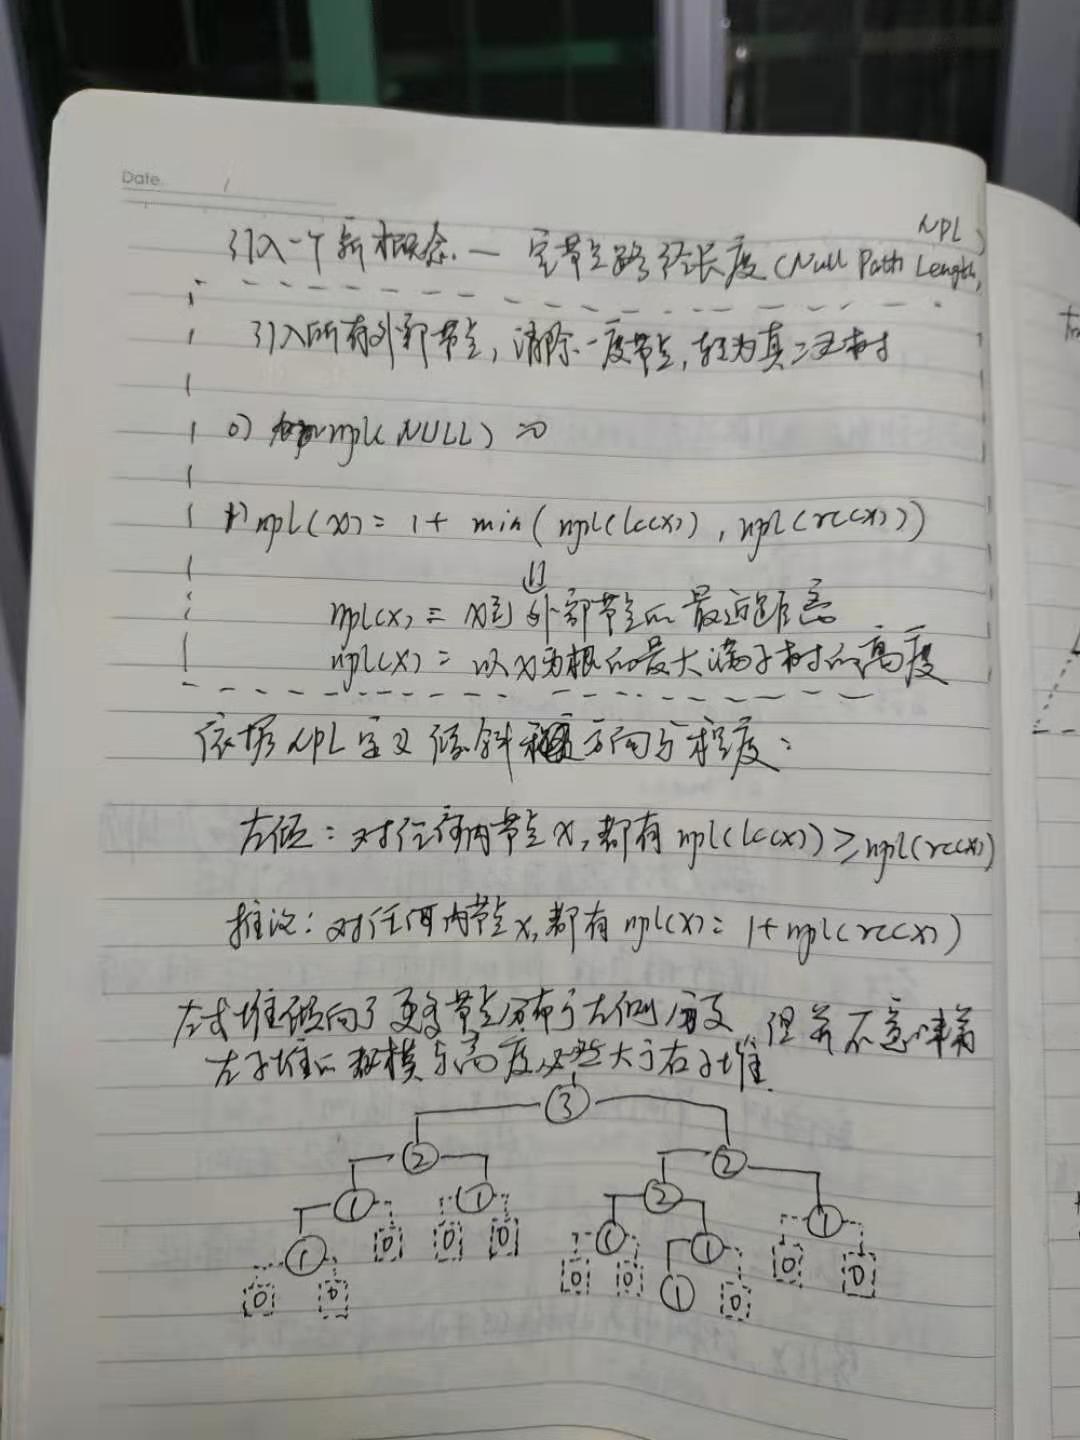 Date
NPL
引入一个新概念—空节点路径长度(Null Path Length,
引入所有外部节点,消除一度节点,转为真二叉树
0) npl(NULL)=0
1) npl(x)= 1+ min( npl(lc(x)), npl(rc(x)))
⇓
npl(x) = x到外部节点的最近距离
npl(x) = 以x为根的最大满子树的高度
依据NPL定义倾斜方向与程度:
左倾: 对任何内节点x,都有npl(lc(x))≥npl(rc(x))
推论: 对任何内节点x,都有npl(x)= 1+npl(rc(x))
左式堆倾向于更多节点分布于左侧分支,但并不意味着
左子堆的规模与高度必然大于右子堆
3
2 2
1 1 2 1
1 0 0 0 1 1 0 0
0 0 0 0 1 0